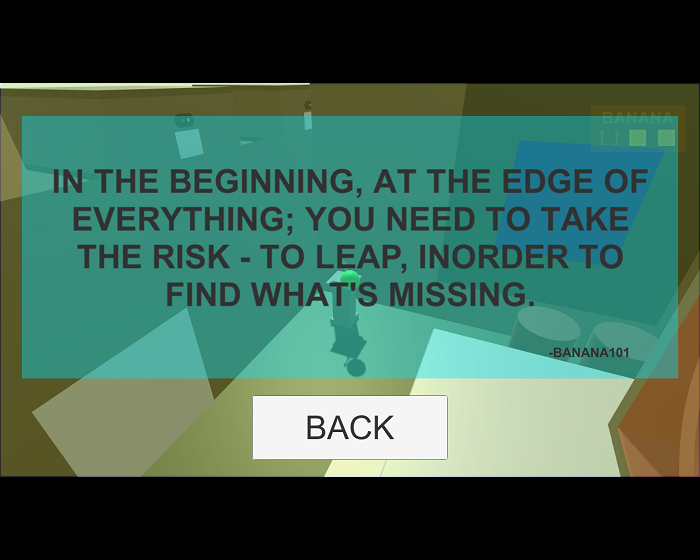 BANANA
IN THE BEGINNING, AT THE EDGE OF
EVERYTHING; YOU NEED TO TAKE
THE RISK - TO LEAP, INORDER TO
FIND WHAT'S MISSING.
-BANANA101
BACK